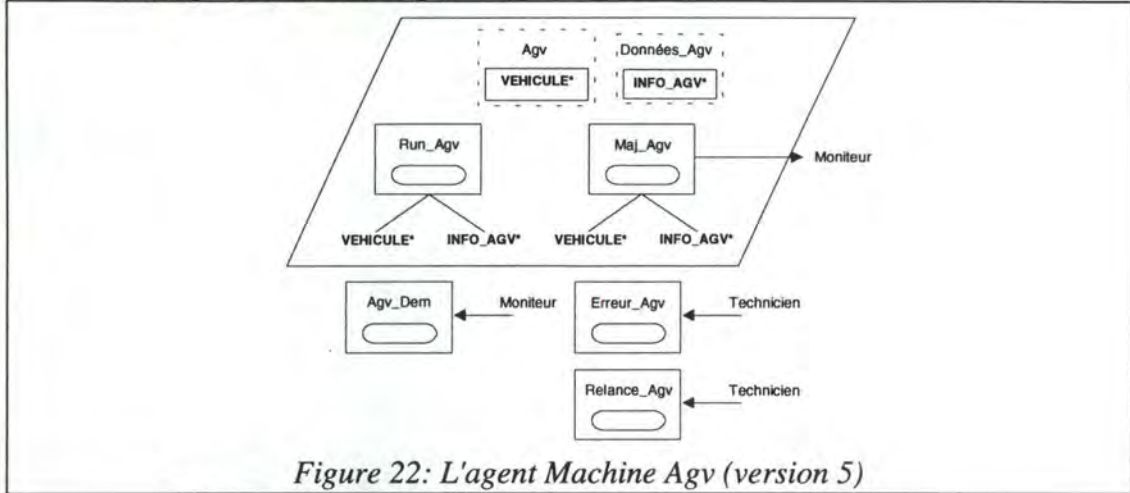 Agv Données_Agv
VEHICULE* INFO_AGV*
Run_Agv Maj_Agv
Moniteur
VEHICULE* INFO_AGV* VEHICULE* INFO_AGV*
Agv_Dem Moniteur Erreur_Agv Technicien
Relance_Agv Technicien
Figure 22: L'agent Machine Agv (version 5)